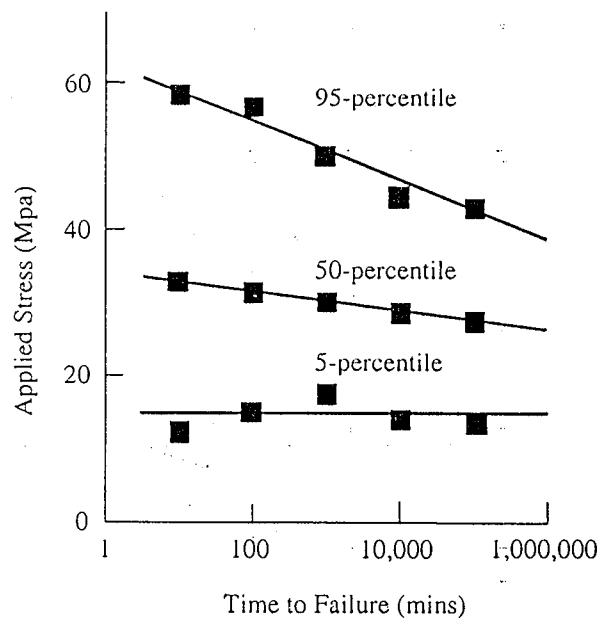 60
95-percentile
40
50-percentile
5-percentile
20
0
1
100
10,000
1,000,000
Applied Stress (Mpa)
Time to Failure (mins)